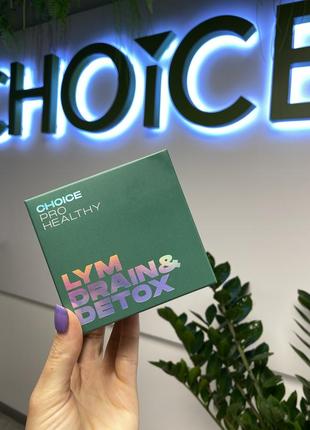 CHOICE
CHOICE
PRO
HEALTHY
LYM
DRAIN&
DETOX